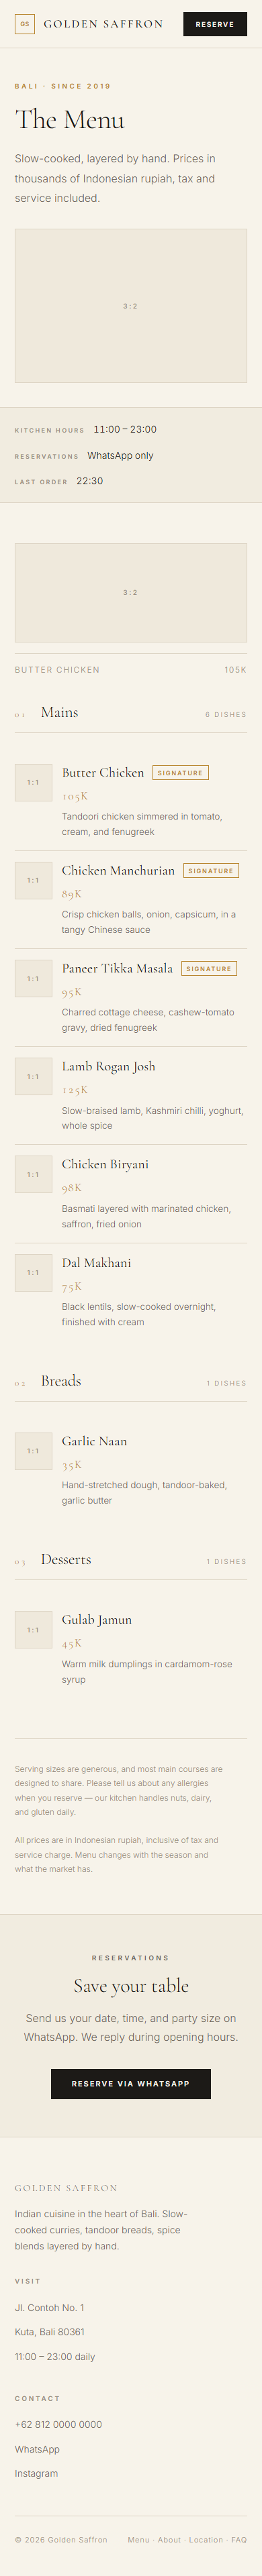 GS GOLDEN SAFFRON RESERVE
BALI · SINCE 2019
The Menu
Slow-cooked, layered by hand. Prices in
thousands of Indonesian rupiah, tax and
service included.
3:2
KITCHEN HOURS 11:00 – 23:00
RESERVATIONS WhatsApp only
LAST ORDER 22:30
3:2
BUTTER CHICKEN 105K
01 Mains 6 DISHES
1:1
Butter Chicken SIGNATURE
105K
Tandoori chicken simmered in tomato,
cream, and fenugreek
1:1
Chicken Manchurian SIGNATURE
89K
Crisp chicken balls, onion, capsicum, in a
tangy Chinese sauce
1:1
Paneer Tikka Masala SIGNATURE
95K
Charred cottage cheese, cashew-tomato
gravy, dried fenugreek
1:1
Lamb Rogan Josh
125K
Slow-braised lamb, Kashmiri chilli, yoghurt,
whole spice
1:1
Chicken Biryani
98K
Basmati layered with marinated chicken,
saffron, fried onion
1:1
Dal Makhani
75K
Black lentils, slow-cooked overnight,
finished with cream
02 Breads 1 DISHES
1:1
Garlic Naan
35K
Hand-stretched dough, tandoor-baked,
garlic butter
03 Desserts 1 DISHES
1:1
Gulab Jamun
45K
Warm milk dumplings in cardamom-rose
syrup
Serving sizes are generous, and most main courses are
designed to share. Please tell us about any allergies
when you reserve — our kitchen handles nuts, dairy,
and gluten daily.
All prices are in Indonesian rupiah, inclusive of tax and
service charge. Menu changes with the season and
what the market has.
RESERVATIONS
Save your table
Send us your date, time, and party size on
WhatsApp. We reply during opening hours.
RESERVE VIA WHATSAPP
GOLDEN SAFFRON
Indian cuisine in the heart of Bali. Slow-
cooked curries, tandoor breads, spice
blends layered by hand.
VISIT
Jl. Contoh No. 1
Kuta, Bali 80361
11:00 – 23:00 daily
CONTACT
+62 812 0000 0000
WhatsApp
Instagram
© 2026 Golden Saffron Menu · About · Location · FAQ